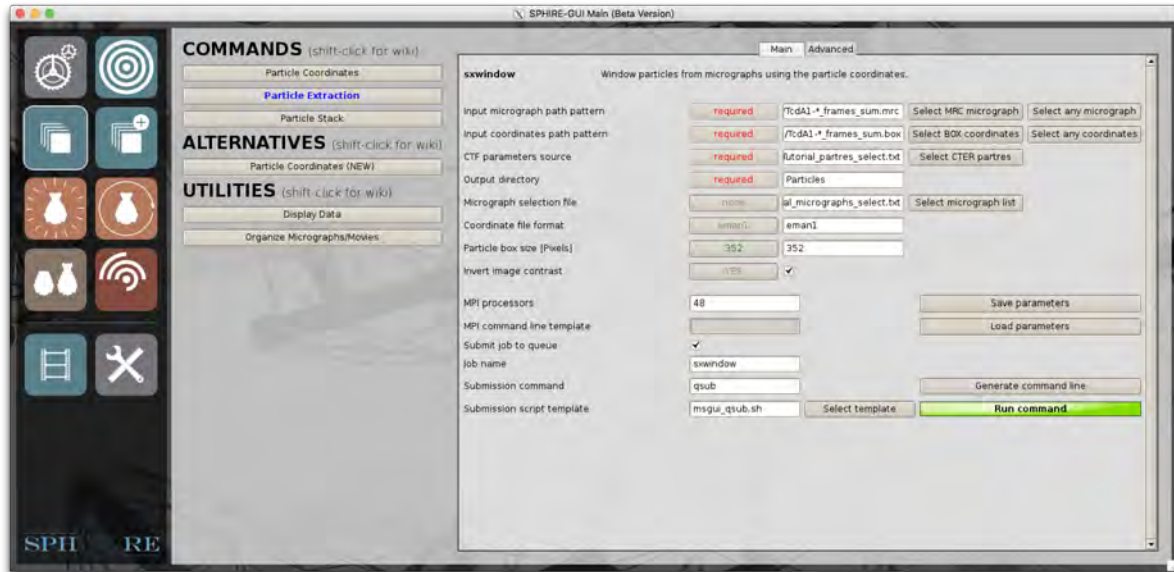 SPHIRE-GUI Main (Beta Version)
COMMANDS (shift-click for wiki)
Particle Coordinates
Particle Extraction
Particle Stack
ALTERNATIVES (shift-click for wiki)
Particle Coordinates (NEW)
UTILITIES (shift-click for wiki)
Display Data
Organize Micrographs/Movies
SPH RE
Main Advanced
sxwindow Window particles from micrographs using the particle coordinates.
Input micrograph path pattern required /TcdA1-*_frames_sum.mrc Select MRC micrograph Select any micrograph
Input coordinates path pattern required /TcdA1-*_frames_sum.box Select BOX coordinates Select any coordinates
CTF parameters source required utorial_partres_select.txt Select CTER partres
Output directory required Particles
Micrograph selection file none al_micrographs_select.txt Select micrograph list
Coordinate file format eman1 eman1
Particle box size [Pixels] 352 352
Invert image contrast YES
MPI processors 48 Save parameters
MPI command line template Load parameters
Submit job to queue
Job name sxwindow
Submission command qsub Generate command line
Submission script template msgui_qsub.sh Select template Run command